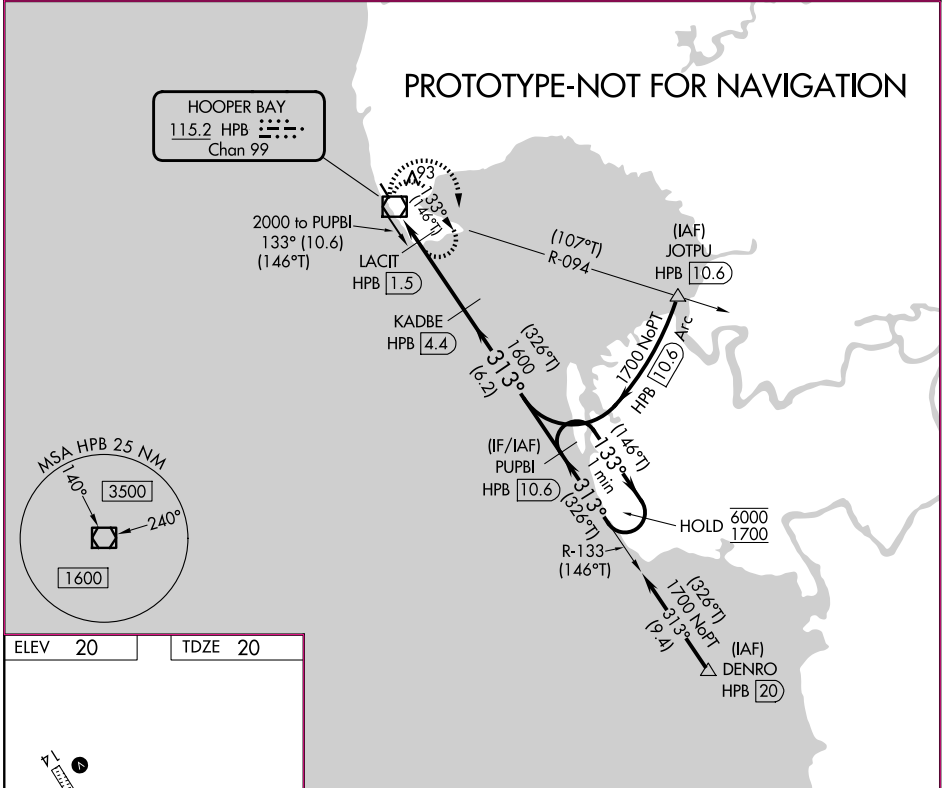 PROTOTYPE-NOT FOR NAVIGATION
HOOPER BAY
115.2 HPB
Chan 99
93
133°
(146°T)
2000 to PUPBI
133° (10.6)
(146°T)
LACIT
HPB 1.5
KADBE
HPB 4.4
(107°T)
R-094
(IAF)
JOTPU
HPB 10.6
1700 NoPT
HPB 10.6 Arc
(326°T)
1600
313°
(6.2)
(IF/IAF)
PUPBI
HPB 10.6
(146°T)
133°
1 min
313°
(326°T)
HOLD 6000
1700
R-133
(146°T)
(326°T)
1700 NoPT
313°
(9.4)
(IAF)
DENRO
HPB 20
MSA HPB 25 NM
140°
3500
240°
1600
ELEV 20
TDZE 20
14
V